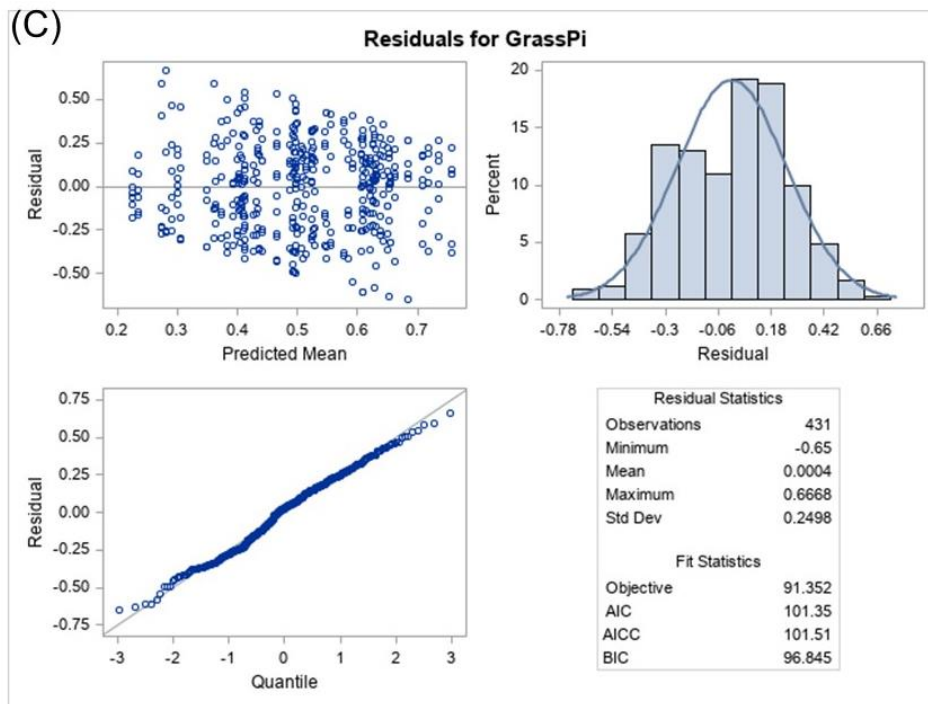 (C)
Residuals for GrassPi
0.50
0.25
0.00
-0.25
-0.50
Residual
0.2 0.3 0.4 0.5 0.6 0.7
Predicted Mean
20
15
10
5
0
Percent
-0.78 -0.54 -0.3 -0.06 0.18 0.42 0.66
Residual
0.75
0.50
0.25
0.00
-0.25
-0.50
-0.75
Residual
-3 -2 -1 0 1 2 3
Quantile
Residual Statistics
Observations 431
Minimum -0.65
Mean 0.0004
Maximum 0.6668
Std Dev 0.2498
Fit Statistics
Objective 91.352
AIC 101.35
AICC 101.51
BIC 96.845